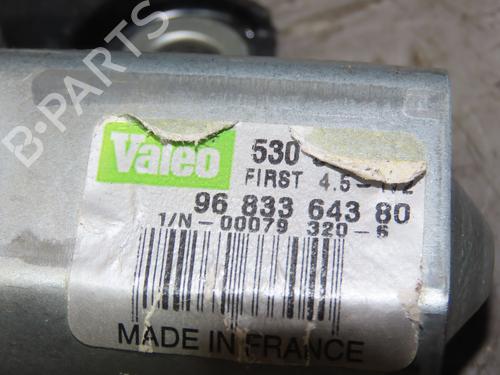 B-PARTS
Valeo 530
FIRST 4.5-
96 833 643 80
1/N-00079 320-6
MADE IN FRANCE